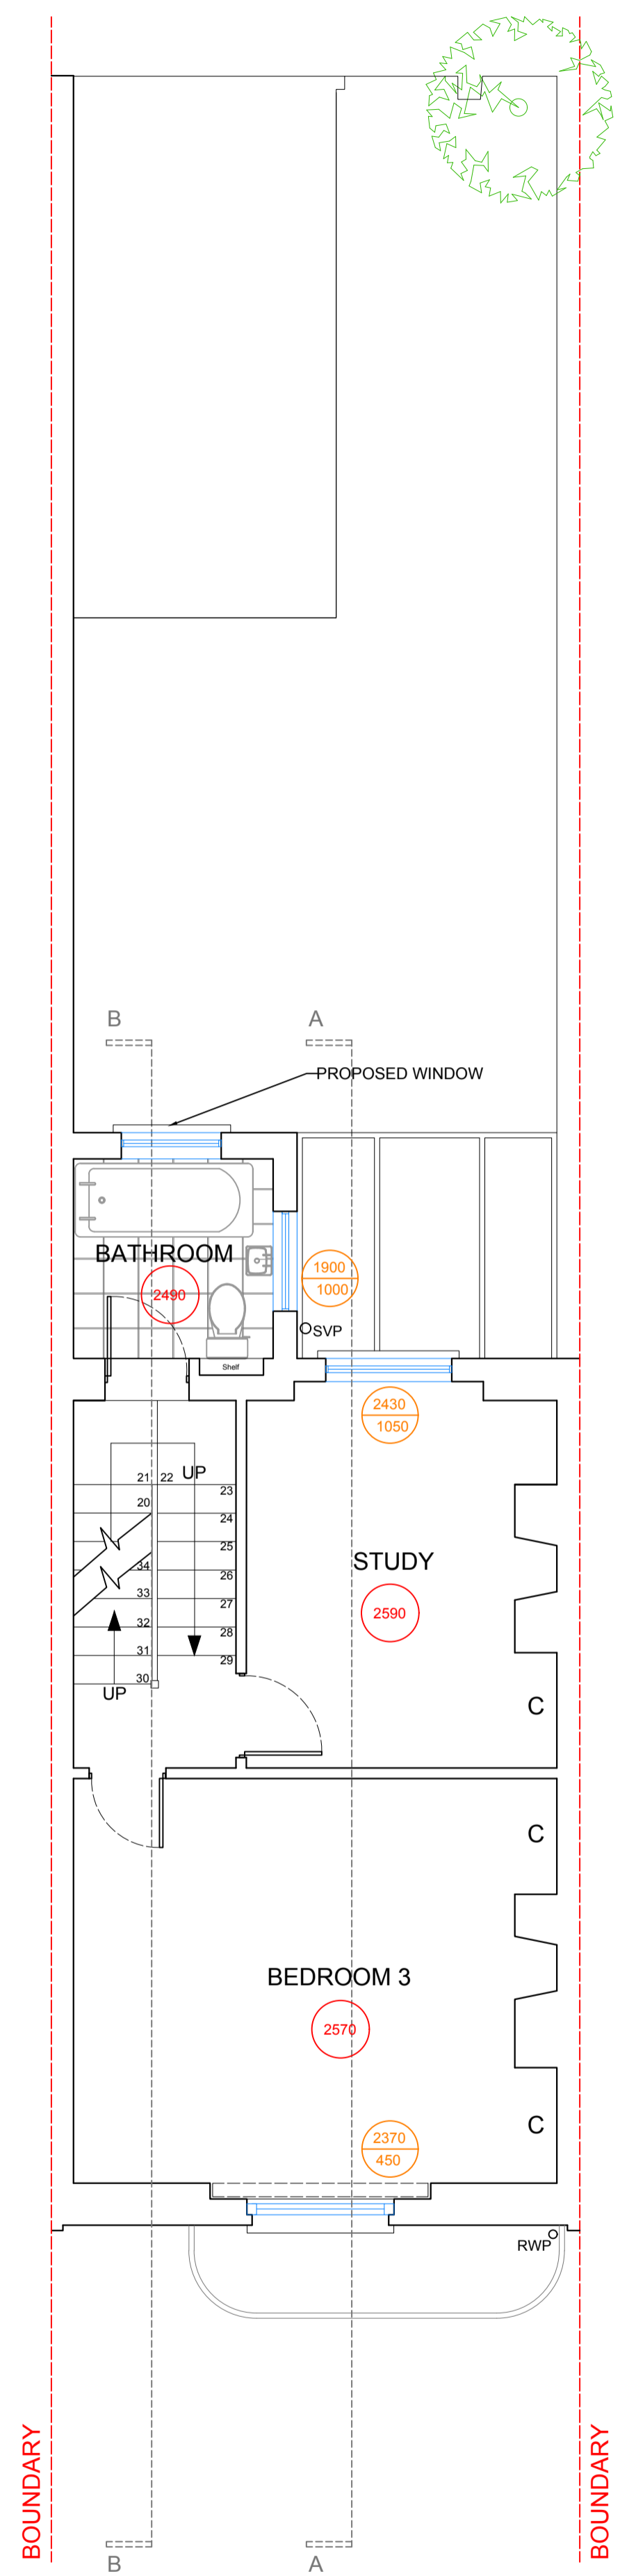 B
A
PROPOSED WINDOW
BATHROOM
2490
1900
1000
SVP
Shelf
2430
1050
21
22
UP
20
23
24
25
34
26
33
27
32
28
31
29
30
UP
STUDY
2590
C
C
BEDROOM 3
2570
C
2370
450
RWP
BOUNDARY
BOUNDARY
B
A